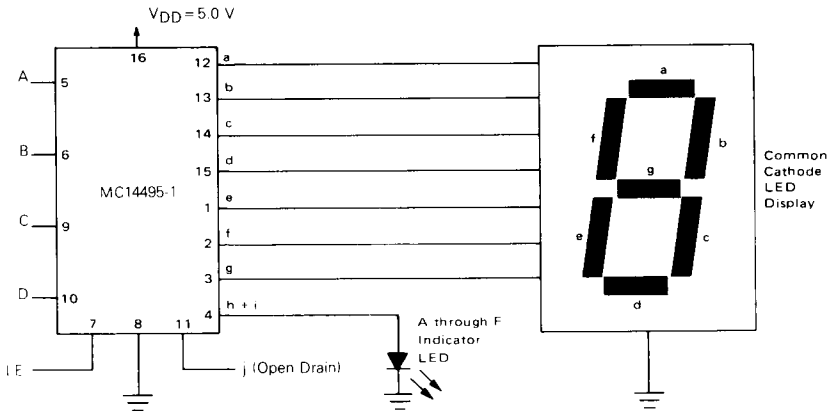 VDD = 5.0 V
16
A
5
B
6
C
9
D
10
MC14495-1
12
a
13
b
14
c
15
d
1
e
2
f
3
g
4
h + i
7
8
11
j (Open Drain)
A through F
Indicator
LED
a
b
c
d
e
f
g
Common
Cathode
LED
Display